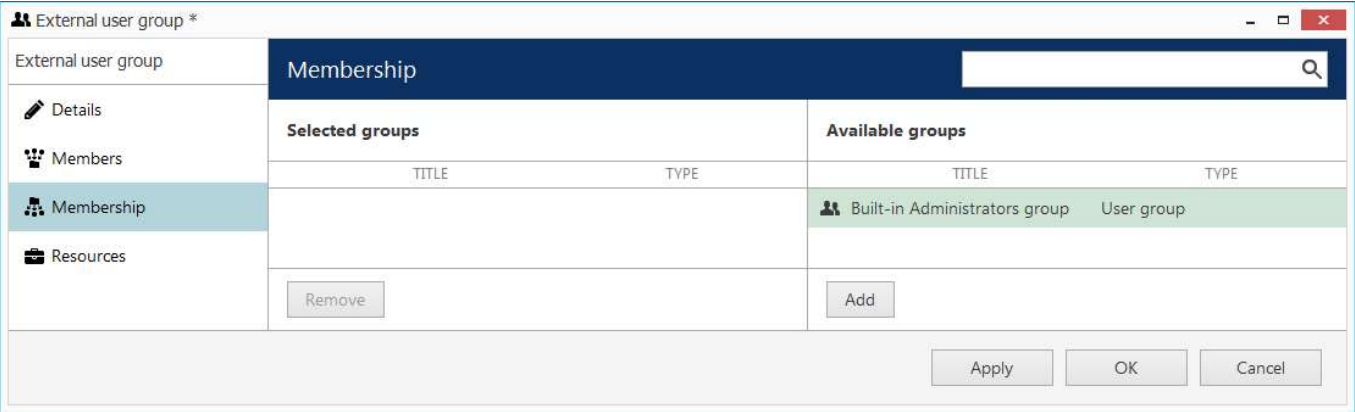 External user group *
External user group
Details
Members
Membership
Resources
Membership
Selected groups
TITLE TYPE
Remove
Available groups
TITLE TYPE
Built-in Administrators group User group
Add
Apply OK Cancel